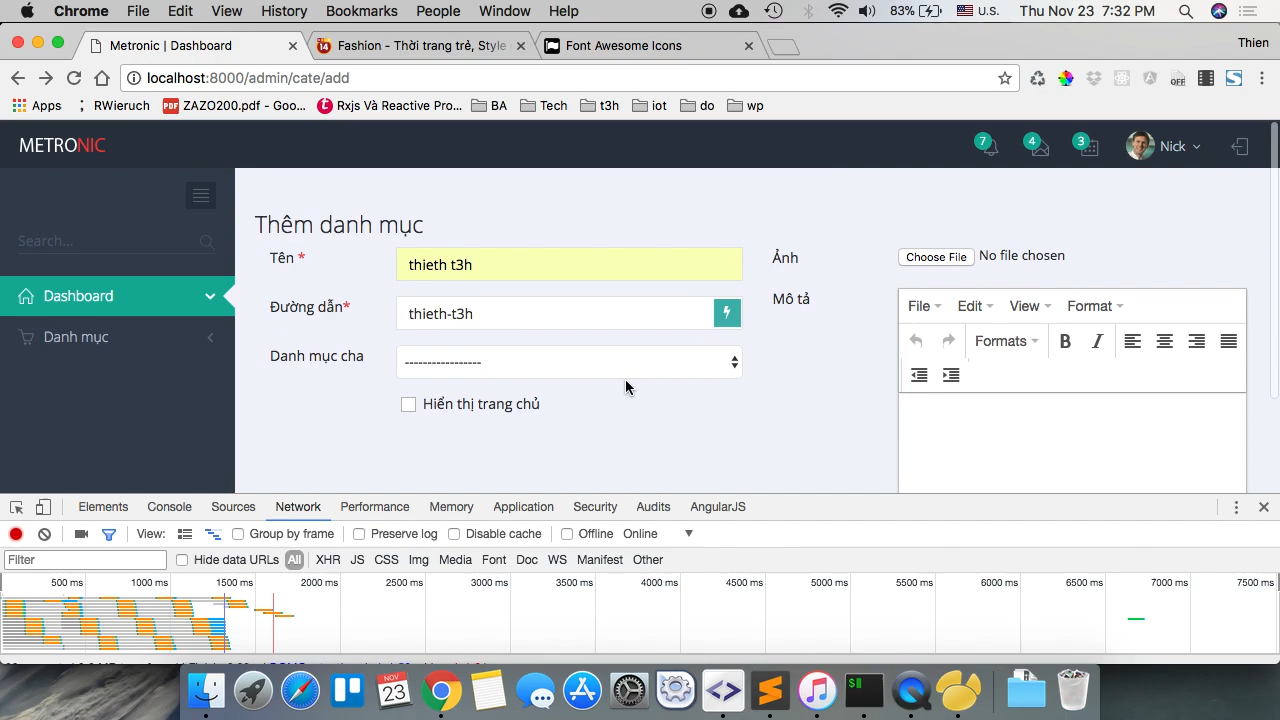 Chrome File Edit View History Bookmarks People Window Help 83% U.S. Thu Nov 23 7:32 PM
Metronic | Dashboard Fashion - Thời trang trẻ, Style Font Awesome Icons Thien
localhost:8000/admin/cate/add
Apps RWieruch ZAZO200.pdf - Goo... Rxjs Và Reactive Pro... BA Tech t3h iot do wp
METRONIC 7 4 3 Nick
Thêm danh mục
Search...
Tên * thieth t3h Ảnh Choose File No file chosen
Dashboard
Đường dẫn* thieth-t3h Mô tả File Edit View Format
Danh mục
Formats B I
Danh mục cha -----------------
Hiển thị trang chủ
Elements Console Sources Network Performance Memory Application Security Audits AngularJS
View: Group by frame Preserve log Disable cache Offline Online
Filter Hide data URLs All XHR JS CSS Img Media Font Doc WS Manifest Other
500 ms 1000 ms 1500 ms 2000 ms 2500 ms 3000 ms 3500 ms 4000 ms 4500 ms 5000 ms 5500 ms 6000 ms 6500 ms 7000 ms 7500 ms
NOV
23